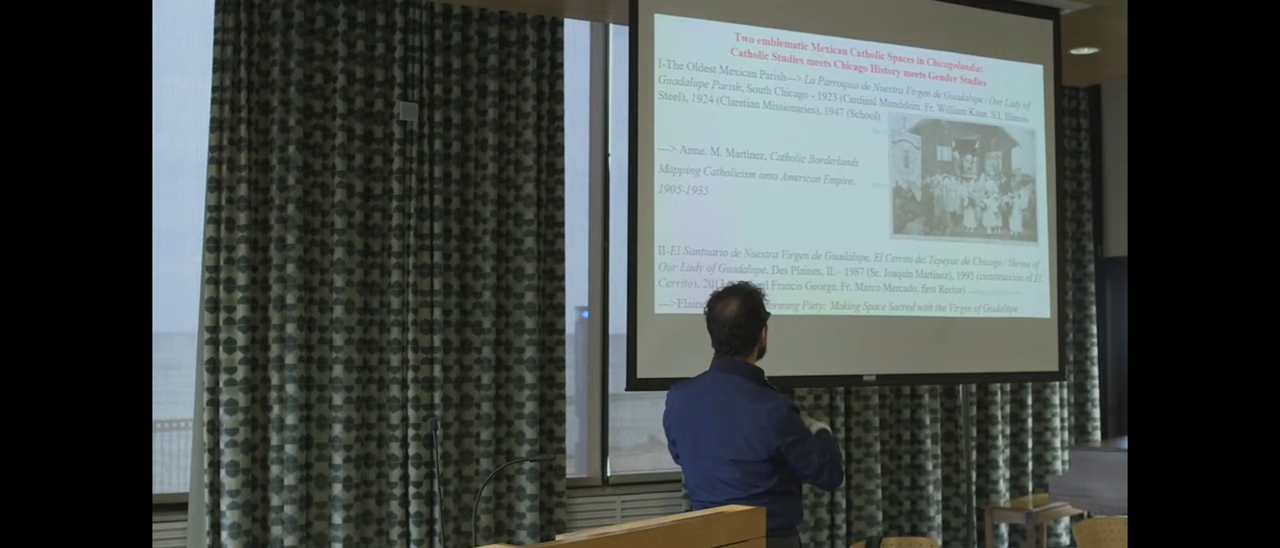 Two emblematic Mexican Catholic Spaces in Chicagolandia:
Catholic Studies meets Chicago History meets Gender Studies
I-The Oldest Mexican Parish---> La Parroquia de Nuestra Virgen de Guadalupe / Our Lady of
Guadalupe Parish, South Chicago - 1923 (Cardinal Mundelein, Fr. William Kane, S.J. Illinois
Steel), 1924 (Claretian Missionaries), 1947 (School)
----> Anne. M. Martinez, Catholic Borderlands
Mapping Catholicism onto American Empire,
1905-1935
II-El Santuario de Nuestra Virgen de Guadalupe, El Cerrito del Tepeyac de Chicago / Shrine of
Our Lady of Guadalupe, Des Plaines, IL - 1987 (Sr. Joaquin Martinez), 1995 (construction of El
Cerrito), 2013 Francis George, Fr. Marco Mercado, first Rector)
---->Elaine Piety: Making Space Sacred with the Virgin of Guadalupe